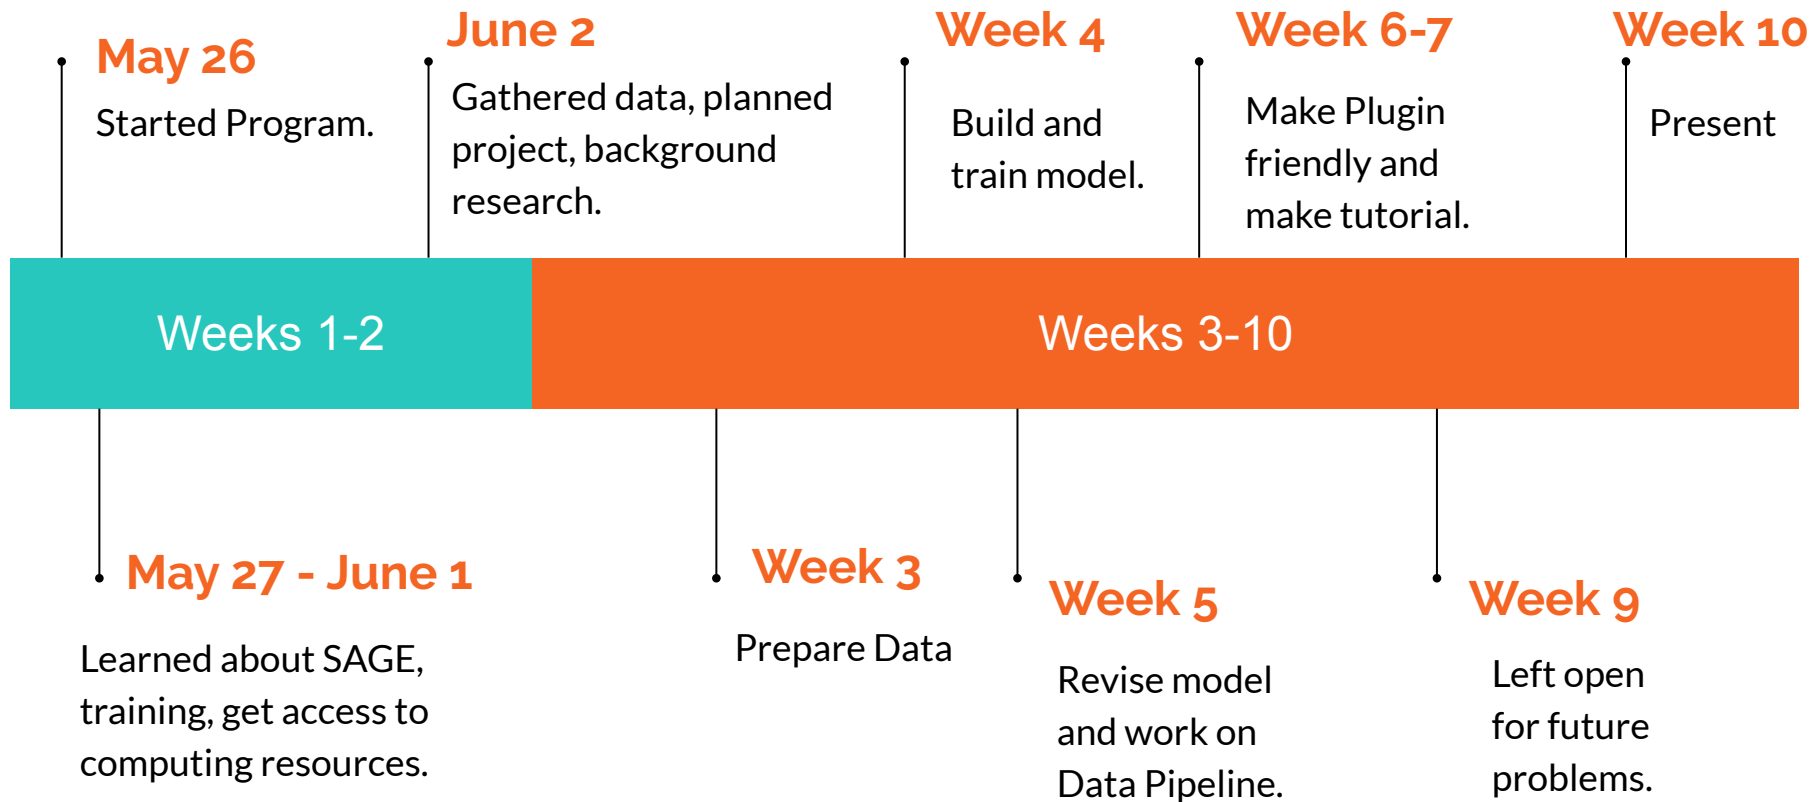 May 26
Started Program.
June 2
Gathered data, planned
project, background
research.
Week 4
Build and
train model.
Week 6-7
Make Plugin
friendly and
make tutorial.
Week 10
Present
Weeks 1-2
Weeks 3-10
May 27 - June 1
Learned about SAGE,
training, get access to
computing resources.
Week 3
Prepare Data
Week 5
Revise model
and work on
Data Pipeline.
Week 9
Left open
for future
problems.